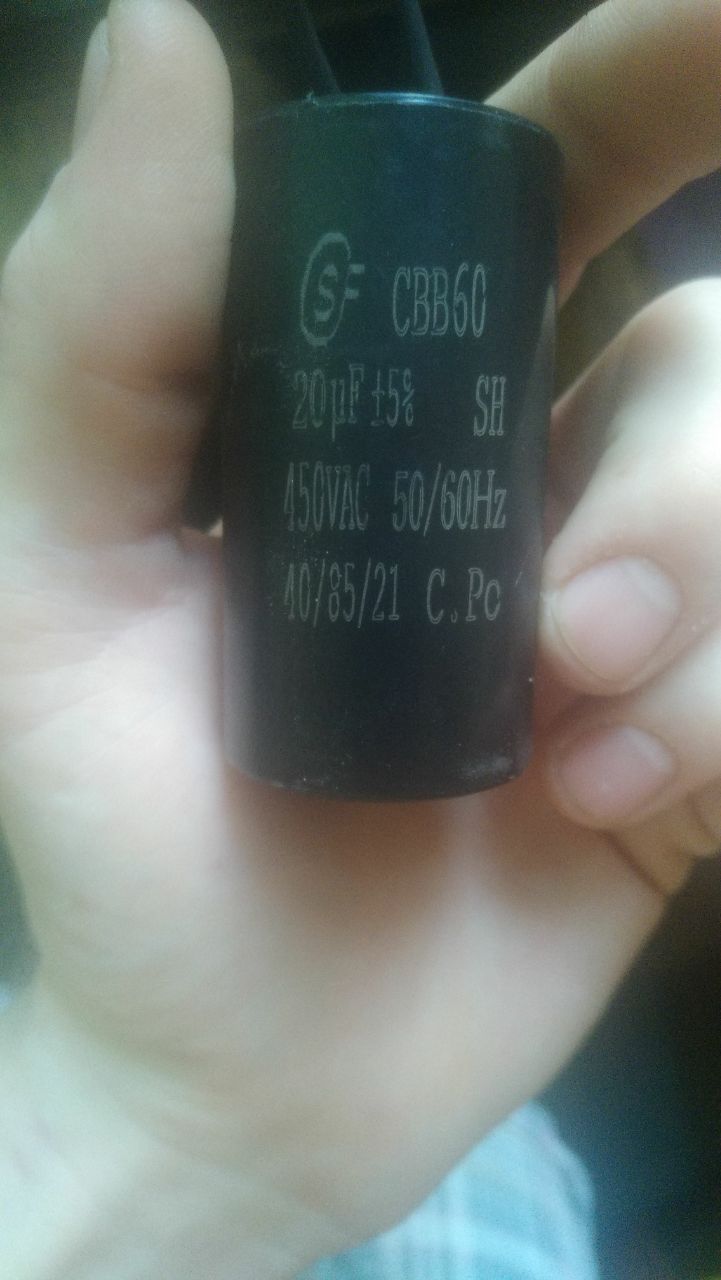 SF CBB60
20µF ±5% SH
450VAC 50/60Hz
40/85/21 C.Pc